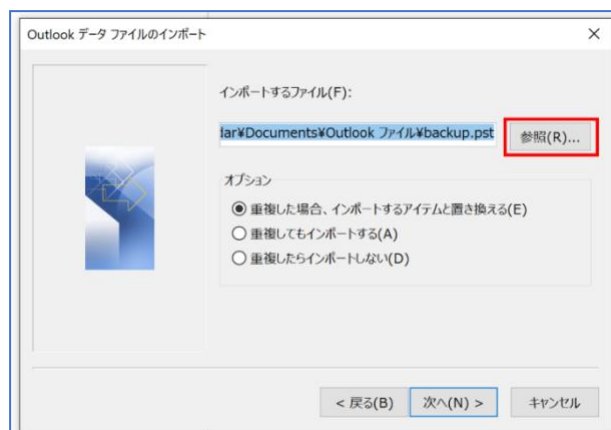 Outlook データ ファイルのインポート
インポートするファイル(F):
lar¥Documents¥Outlook ファイル¥backup.pst
参照(R)...
オプション
重複した場合、インポートするアイテムと置き換える(E)
重複してもインポートする(A)
重複したらインポートしない(D)
< 戻る(B)
次へ(N) >
キャンセル